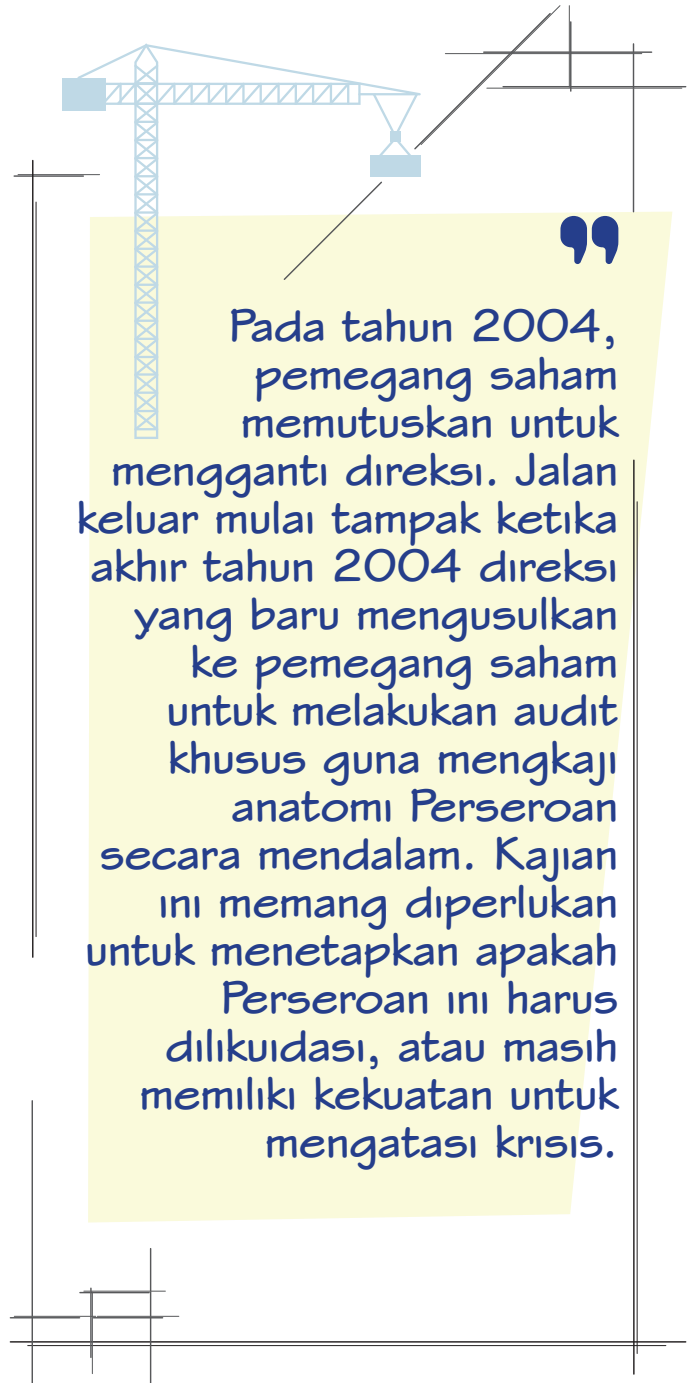 ”
Pada tahun 2004,
pemegang saham
memutuskan untuk
mengganti direksi. Jalan
keluar mulai tampak ketika
akhir tahun 2004 direksi
yang baru mengusulkan
ke pemegang saham
untuk melakukan audit
khusus guna mengkaji
anatomi Perseroan
secara mendalam. Kajian
ini memang diperlukan
untuk menetapkan apakah
Perseroan ini harus
dilikuidasi, atau masih
memiliki kekuatan untuk
mengatasi krisis.